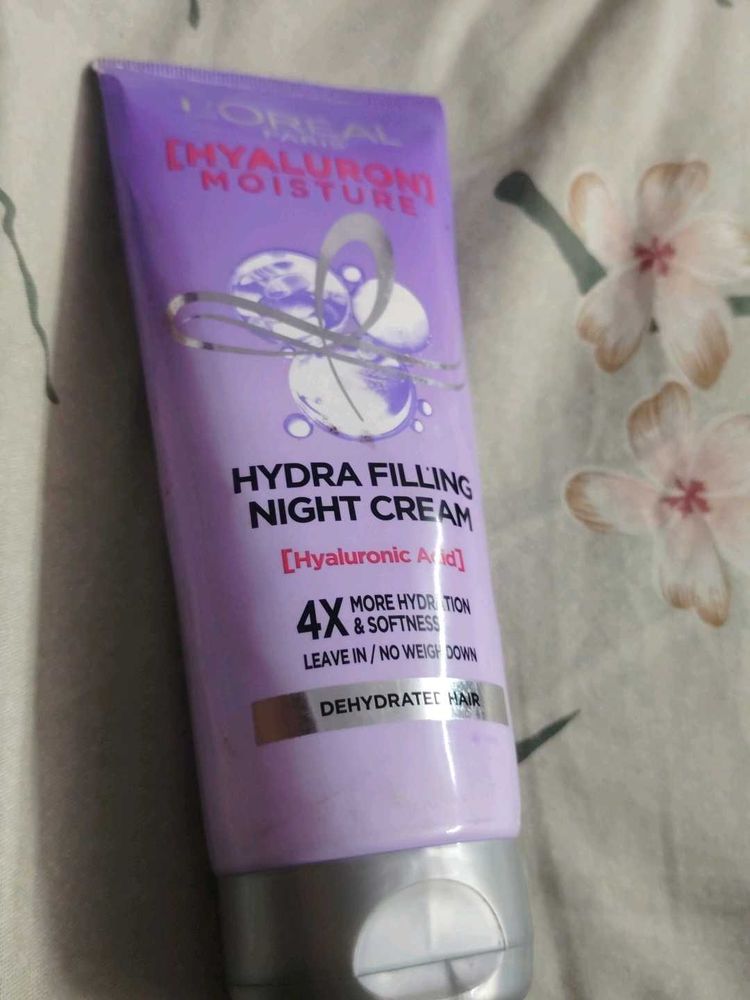 L'ORÉAL
PARIS
[HYALURON]
MOISTURE
HYDRA FILLING
NIGHT CREAM
[Hyaluronic Acid]
4X MORE HYDRATION
& SOFTNESS
LEAVE IN / NO WEIGH DOWN
DEHYDRATED HAIR